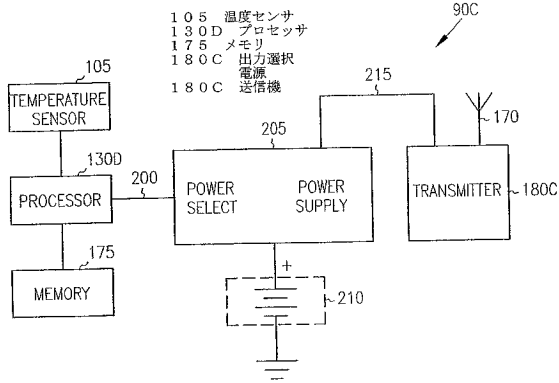 １０５　温度センサ
１３０Ｄ　プロセッサ
１７５　メモリ
１８０Ｃ　出力選択
電源
１８０Ｃ　送信機
90C
105
TEMPERATURE
SENSOR
130D
PROCESSOR
175
MEMORY
200
205
POWER
SELECT
POWER
SUPPLY
215
170
TRANSMITTER
180C
+
210